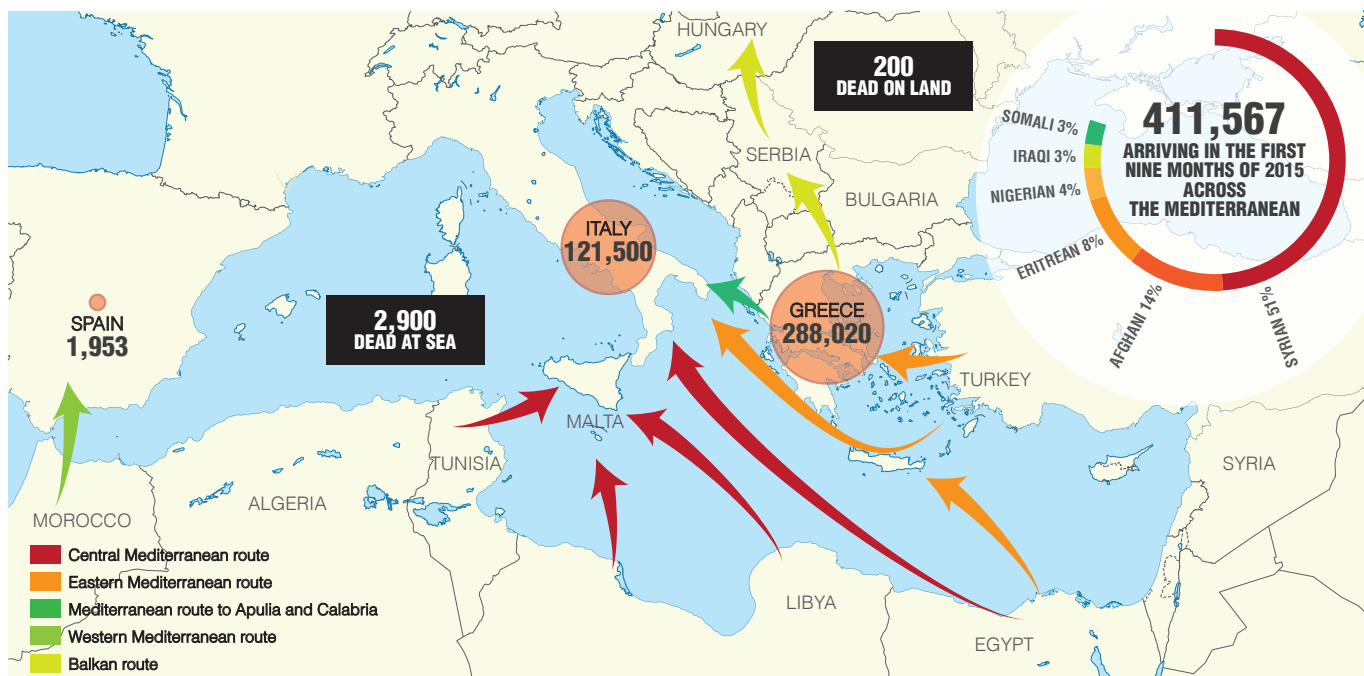 HUNGARY
200
DEAD ON LAND
SERBIA
BULGARIA
ITALY
121,500
GREECE
288,020
SPAIN
1,953
2,900
DEAD AT SEA
TURKEY
MALTA
TUNISIA
ALGERIA
MOROCCO
LIBYA
EGYPT
SYRIA
411,567
ARRIVING IN THE FIRST
NINE MONTHS OF 2015
ACROSS
THE MEDITERRANEAN
SOMALI 3%
IRAQI 3%
NIGERIAN 4%
ERITREAN 8%
AFGHANI 14%
SYRIAN 51%
Central Mediterranean route
Eastern Mediterranean route
Mediterranean route to Apulia and Calabria
Western Mediterranean route
Balkan route